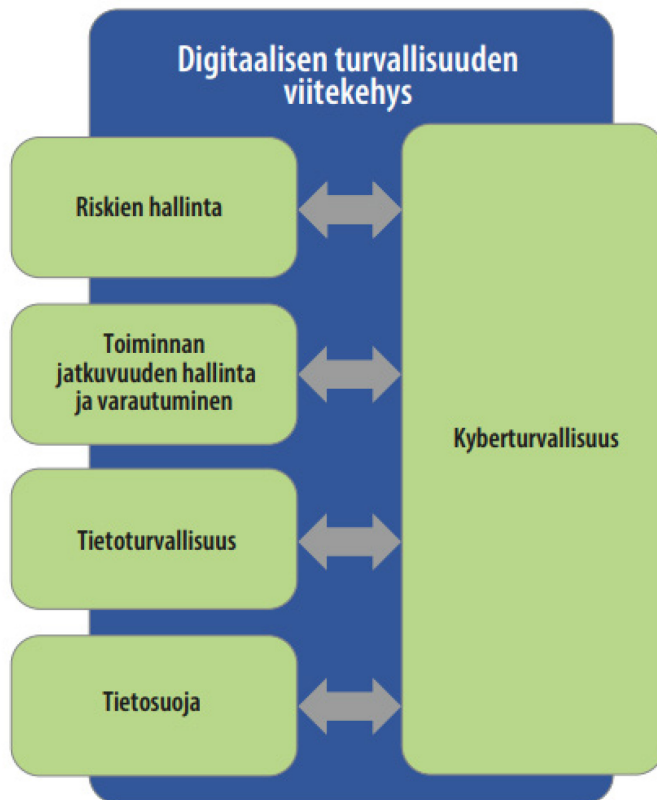 Digitaalisen turvallisuuden
viitekehys
Riskien hallinta
Toiminnan
jatkuvuuden hallinta
ja varautuminen
Kyberturvallisuus
Tietoturvallisuus
Tietosuoja